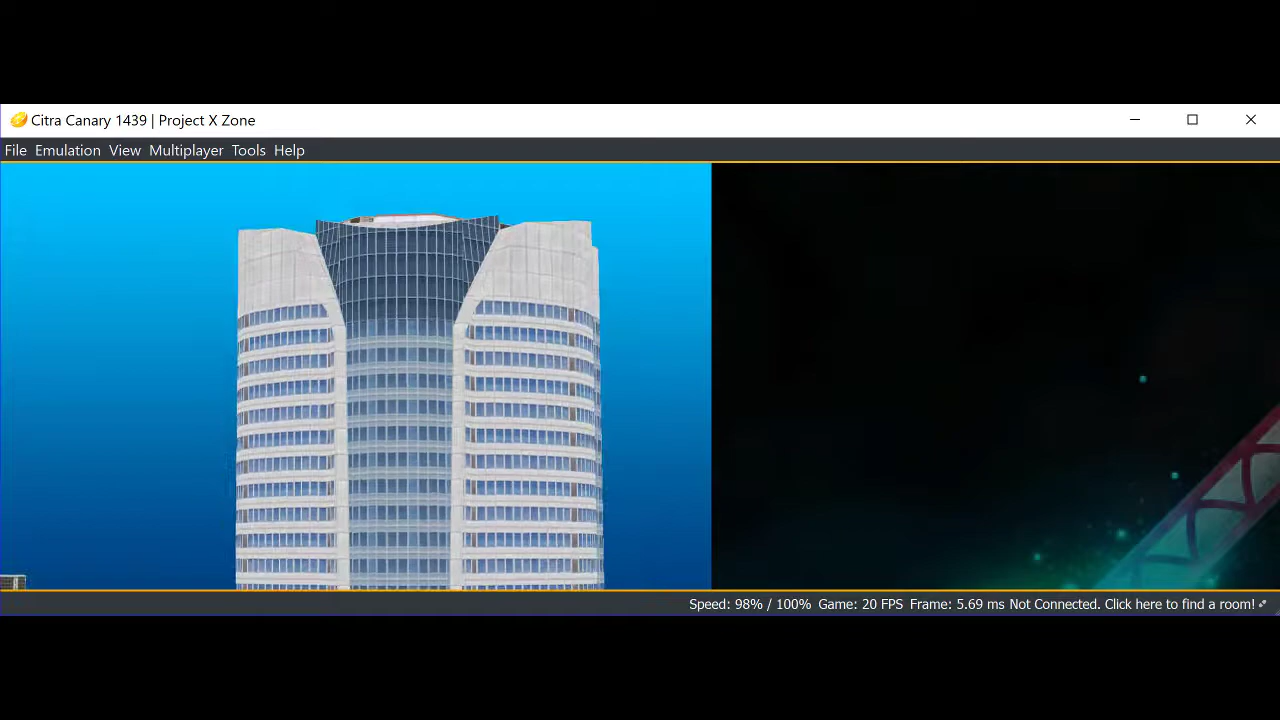 Citra Canary 1439 | Project X Zone
File Emulation View Multiplayer Tools Help
Speed: 98% / 100% Game: 20 FPS Frame: 5.69 ms Not Connected. Click here to find a room!